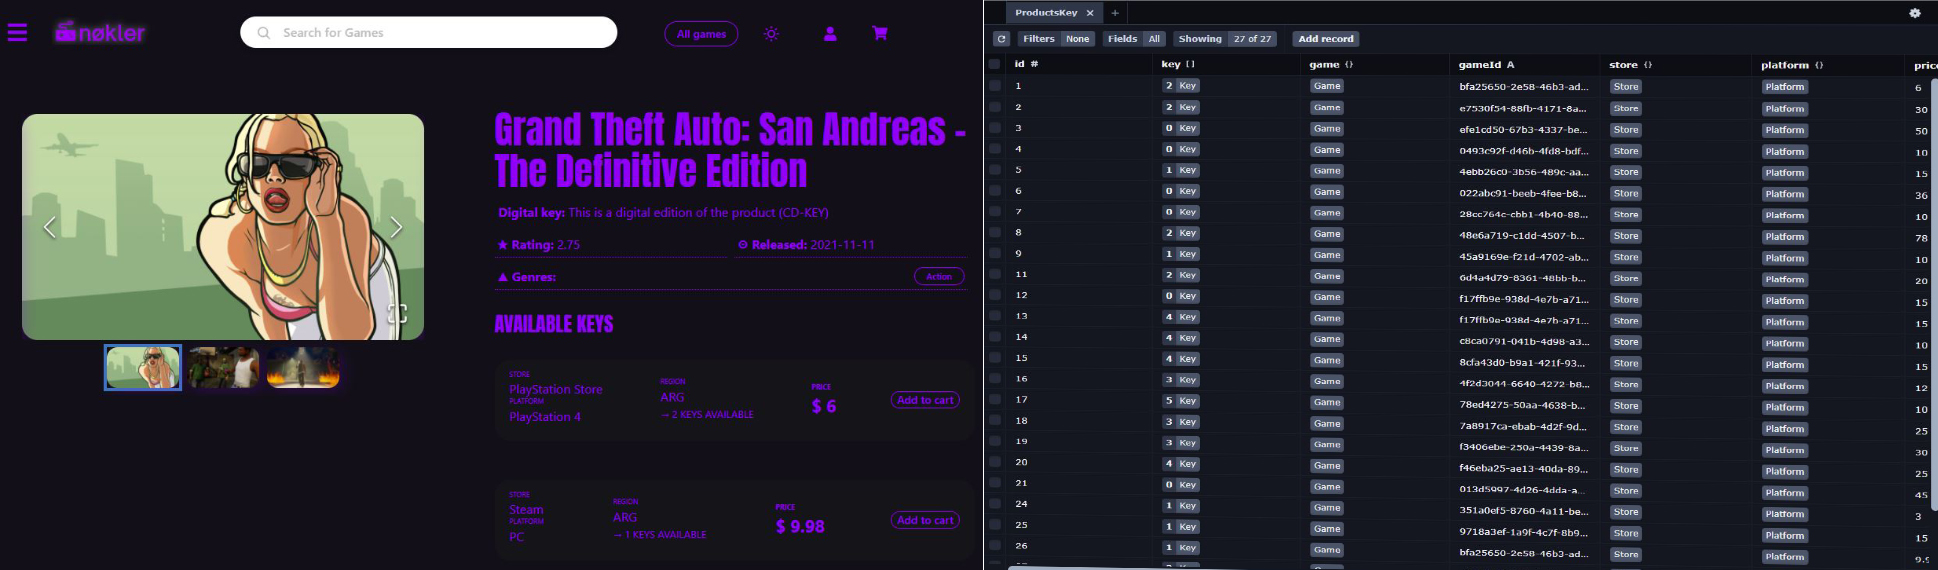 nøkler
Search for Games
All games
Grand Theft Auto: San Andreas -
The Definitive Edition
Digital key: This is a digital edition of the product (CD-KEY)
★ Rating: 2.75
Released: 2021-11-11
▲ Genres:
Action
AVAILABLE KEYS
STORE
PlayStation Store
PLATFORM
PlayStation 4
REGION
ARG
→ 2 KEYS AVAILABLE
PRICE
$ 6
Add to cart
STORE
Steam
PLATFORM
PC
REGION
ARG
→ 1 KEYS AVAILABLE
PRICE
$ 9.98
Add to cart
ProductsKey × +
Filters None Fields All Showing 27 of 27 Add record
id # key [] game {} gameId A store {} platform {} price
1 2 Key Game bfa25650-2e58-46b3-ad... Store Platform 6
2 2 Key Game e7530f54-88fb-4171-8a... Store Platform 30
3 0 Key Game efe1cd50-67b3-4337-be... Store Platform 50
4 0 Key Game 0493c92f-d46b-4fd8-bdf... Store Platform 10
5 1 Key Game 4ebb26c0-3b56-489c-aa... Store Platform 15
6 0 Key Game 022abc91-beeb-4fee-b8... Store Platform 36
7 0 Key Game 28cc764c-cbb1-4b40-88... Store Platform 10
8 2 Key Game 48e6a719-c1dd-4507-b... Store Platform 78
9 1 Key Game 45a9169e-f21d-4702-ab... Store Platform 10
11 2 Key Game 6d4a4d79-8361-48bb-b... Store Platform 20
12 0 Key Game f17ffb9e-938d-4e7b-a71... Store Platform 15
13 4 Key Game f17ffb9e-938d-4e7b-a71... Store Platform 15
14 4 Key Game c8ca0791-041b-4d98-a3... Store Platform 10
15 4 Key Game 8cfa43d0-b9a1-421f-93... Store Platform 15
16 3 Key Game 4f2d3044-6640-4272-b8... Store Platform 12
17 5 Key Game 78ed4275-50aa-4638-b... Store Platform 10
18 3 Key Game 7a8917ca-ebab-4d2f-9d... Store Platform 25
19 3 Key Game f3406ebe-250a-4439-8a... Store Platform 30
20 4 Key Game f46eba25-ae13-40da-89... Store Platform 25
21 0 Key Game 013d5997-4d26-4dda-a... Store Platform 45
24 1 Key Game 351a0ef5-8760-4a11-be... Store Platform 3
25 1 Key Game 9718a3ef-1a9f-4c7f-8b9... Store Platform 15
26 1 Key Game bfa25650-2e58-46b3-ad... Store Platform